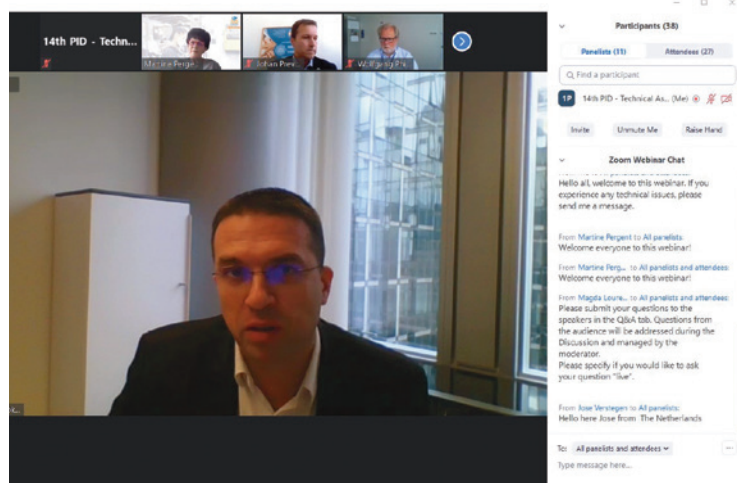 14th PID - Techn...
Martine Perge...
Johan Prev...
Wolfgang Phi...
Participants (38)
Panelists (11)
Attendees (27)
Find a participant
1P
14th PID - Technical As... (Me)
Invite
Unmute Me
Raise Hand
Zoom Webinar Chat
Hello all, welcome to this webinar. If you
experience any technical issues, please
send me a message.
From Martine Pergent to All panelists:
Welcome everyone to this webinar!
From Martine Perg... to All panelists and attendees:
Welcome everyone to this webinar!
From Magda Loure... to All panelists and attendees:
Please submit your questions to the
speakers in the Q&A tab. Questions from
the audience will be addressed during the
Discussion and managed by the
moderator.
Please specify if you would like to ask
your question "live".
From Jose Verstegen to All panelists:
Hello here Jose from The Netherlands
To: All panelists and attendees
Type message here...